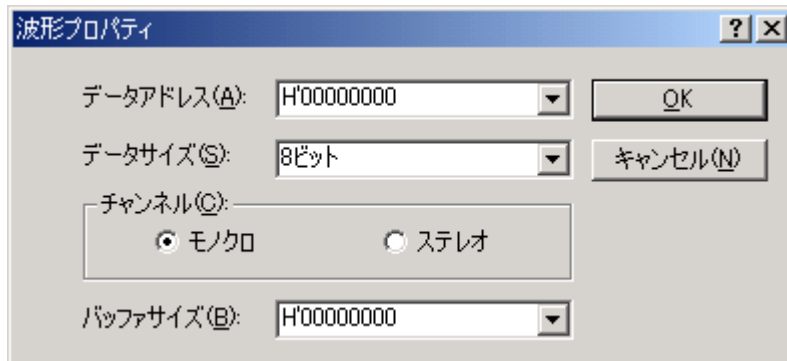 波形プロパティ
データアドレス(A): H'00000000 OK
データサイズ(S): 8ビット キャンセル(N)
チャンネル(C):
モノクロ ステレオ
バッファサイズ(B): H'00000000